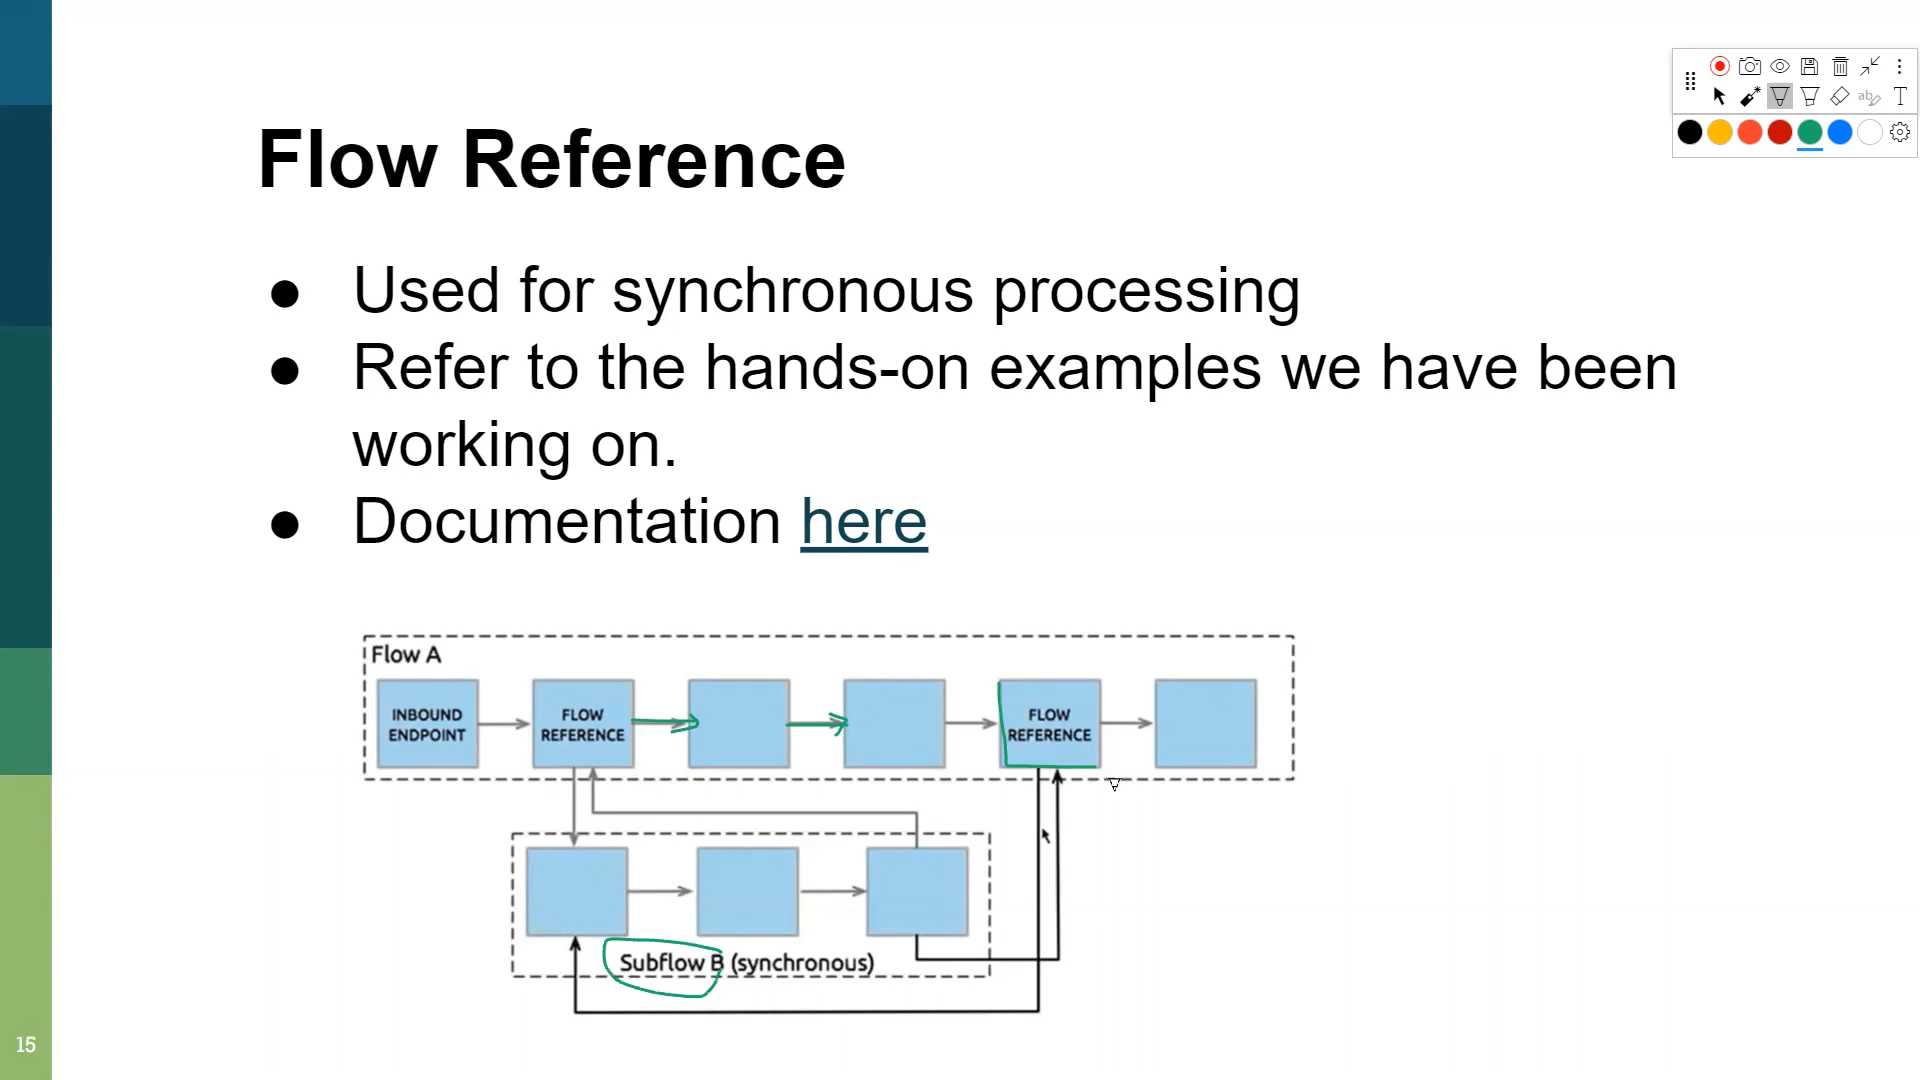 Flow Reference
● Used for synchronous processing
● Refer to the hands-on examples we have been
working on.
● Documentation here
Flow A
INBOUND
ENDPOINT
FLOW
REFERENCE
FLOW
REFERENCE
Subflow B (synchronous)
15
ab
T